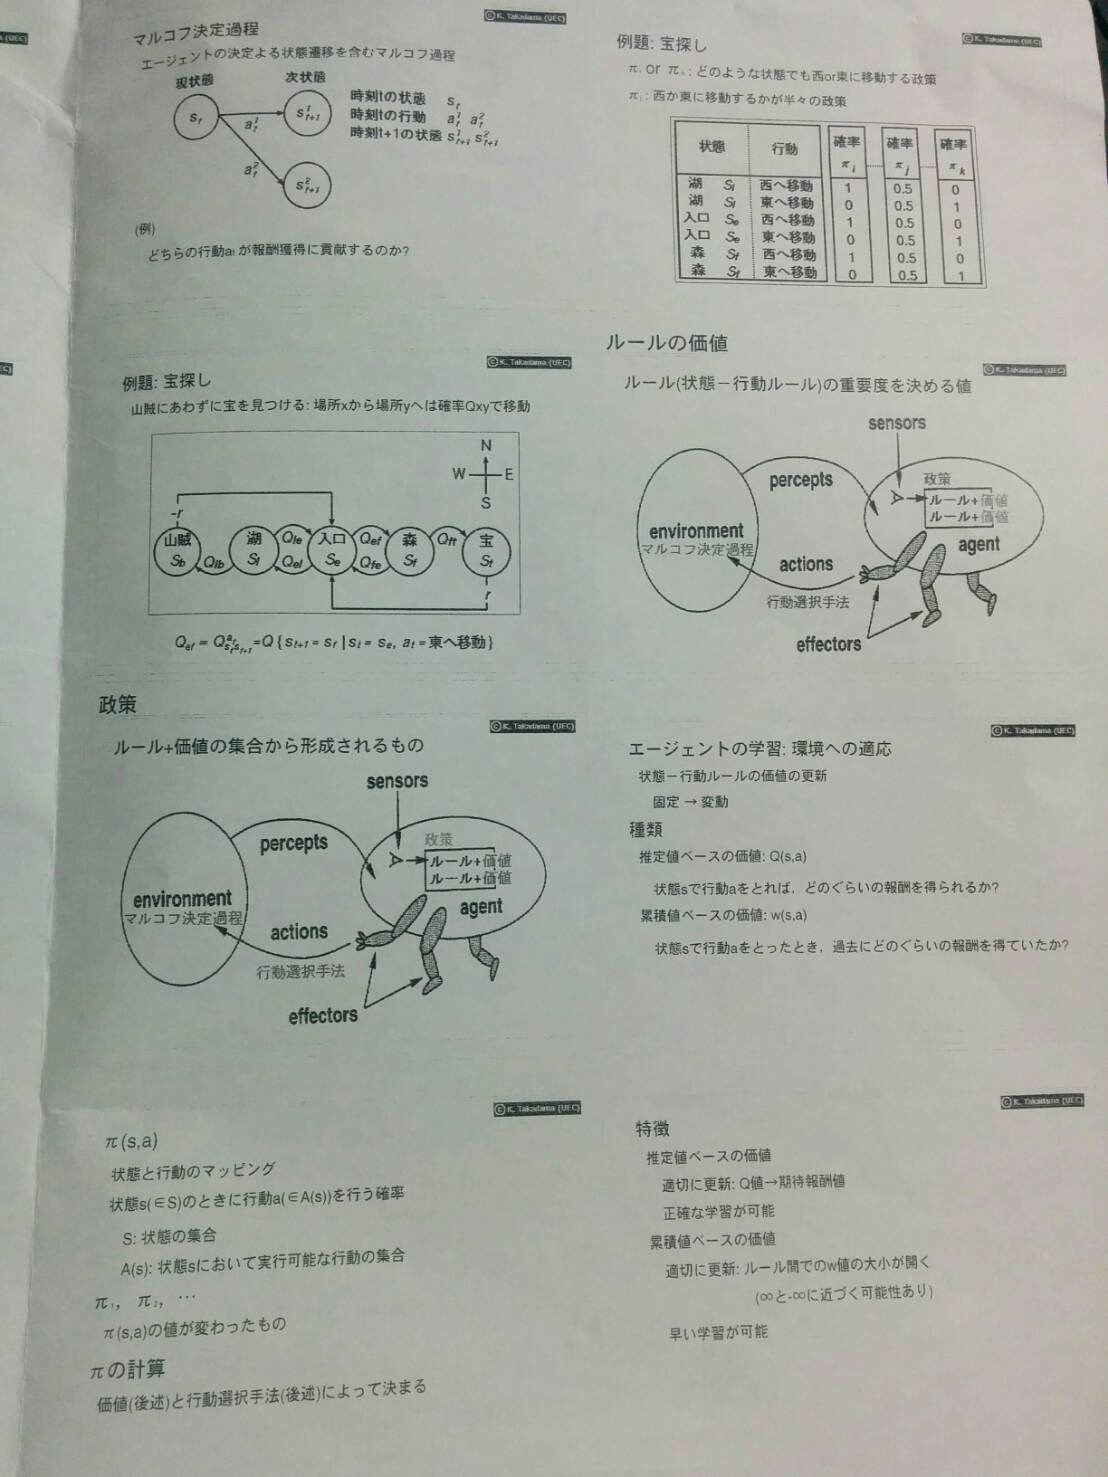 マルコフ決定過程
©K. Takadama (UEC)
エージェントの決定よる状態遷移を含むマルコフ過程
現状態
次状態
s_t
a_t^1
s_{t+1}^1
a_t^2
s_{t+1}^2
時刻tの状態 s_t
時刻tの行動 a_t^1 a_t^2
時刻t+1の状態 s_{t+1}^1 s_{t+1}^2
(例)
どちらの行動a_tが報酬獲得に貢献するのか?
©K. Takadama (UEC)
例題: 宝探し
山賊にあわずに宝を見つける: 場所xから場所yへは確率Qxyで移動
N
W E
S
-r
山賊 湖 入口 森 宝
S_b Q_lb S_l Q_le Q_el S_e Q_ef Q_fe S_f Q_ft S_t
r
Q_ef = Q^{a_t}_{s_t s_{t+1}} = Q { s_{t+1} = s_f | s_t = s_e, a_t = 東へ移動 }
政策
©K. Takadama (UEC)
ルール+価値の集合から形成されるもの
sensors
percepts
政策
ルール+価値
ルール+価値
environment
マルコフ決定過程
agent
actions
行動選択手法
effectors
©K. Takadama (UEC)
π(s,a)
状態と行動のマッピング
状態s(∈S)のときに行動a(∈A(s))を行う確率
S: 状態の集合
A(s): 状態sにおいて実行可能な行動の集合
π₁, π₂, …
π(s,a)の値が変わったもの
πの計算
価値(後述)と行動選択手法(後述)によって決まる
例題: 宝探し
©K. Takadama (UEC)
π_i or π_k: どのような状態でも西or東に移動する政策
π_j: 西か東に移動するかが半々の政策
状態 行動 確率π_i 確率π_j 確率π_k
湖 S_l 西へ移動 1 0.5 0
湖 S_l 東へ移動 0 0.5 1
入口 S_e 西へ移動 1 0.5 0
入口 S_e 東へ移動 0 0.5 1
森 S_f 西へ移動 1 0.5 0
森 S_f 東へ移動 0 0.5 1
ルールの価値
©K. Takadama (UEC)
ルール(状態－行動ルール)の重要度を決める値
sensors
percepts
政策
ルール+価値
ルール+価値
environment
マルコフ決定過程
agent
actions
行動選択手法
effectors
©K. Takadama (UEC)
エージェントの学習: 環境への適応
状態－行動ルールの価値の更新
固定 → 変動
種類
推定値ベースの価値: Q(s,a)
状態sで行動aをとれば，どのぐらいの報酬を得られるか?
累積値ベースの価値: w(s,a)
状態sで行動aをとったとき，過去にどのぐらいの報酬を得ていたか?
©K. Takadama (UEC)
特徴
推定値ベースの価値
適切に更新: Q値→期待報酬値
正確な学習が可能
累積値ベースの価値
適切に更新: ルール間でのw値の大小が開く
(∞と-∞に近づく可能性あり)
早い学習が可能